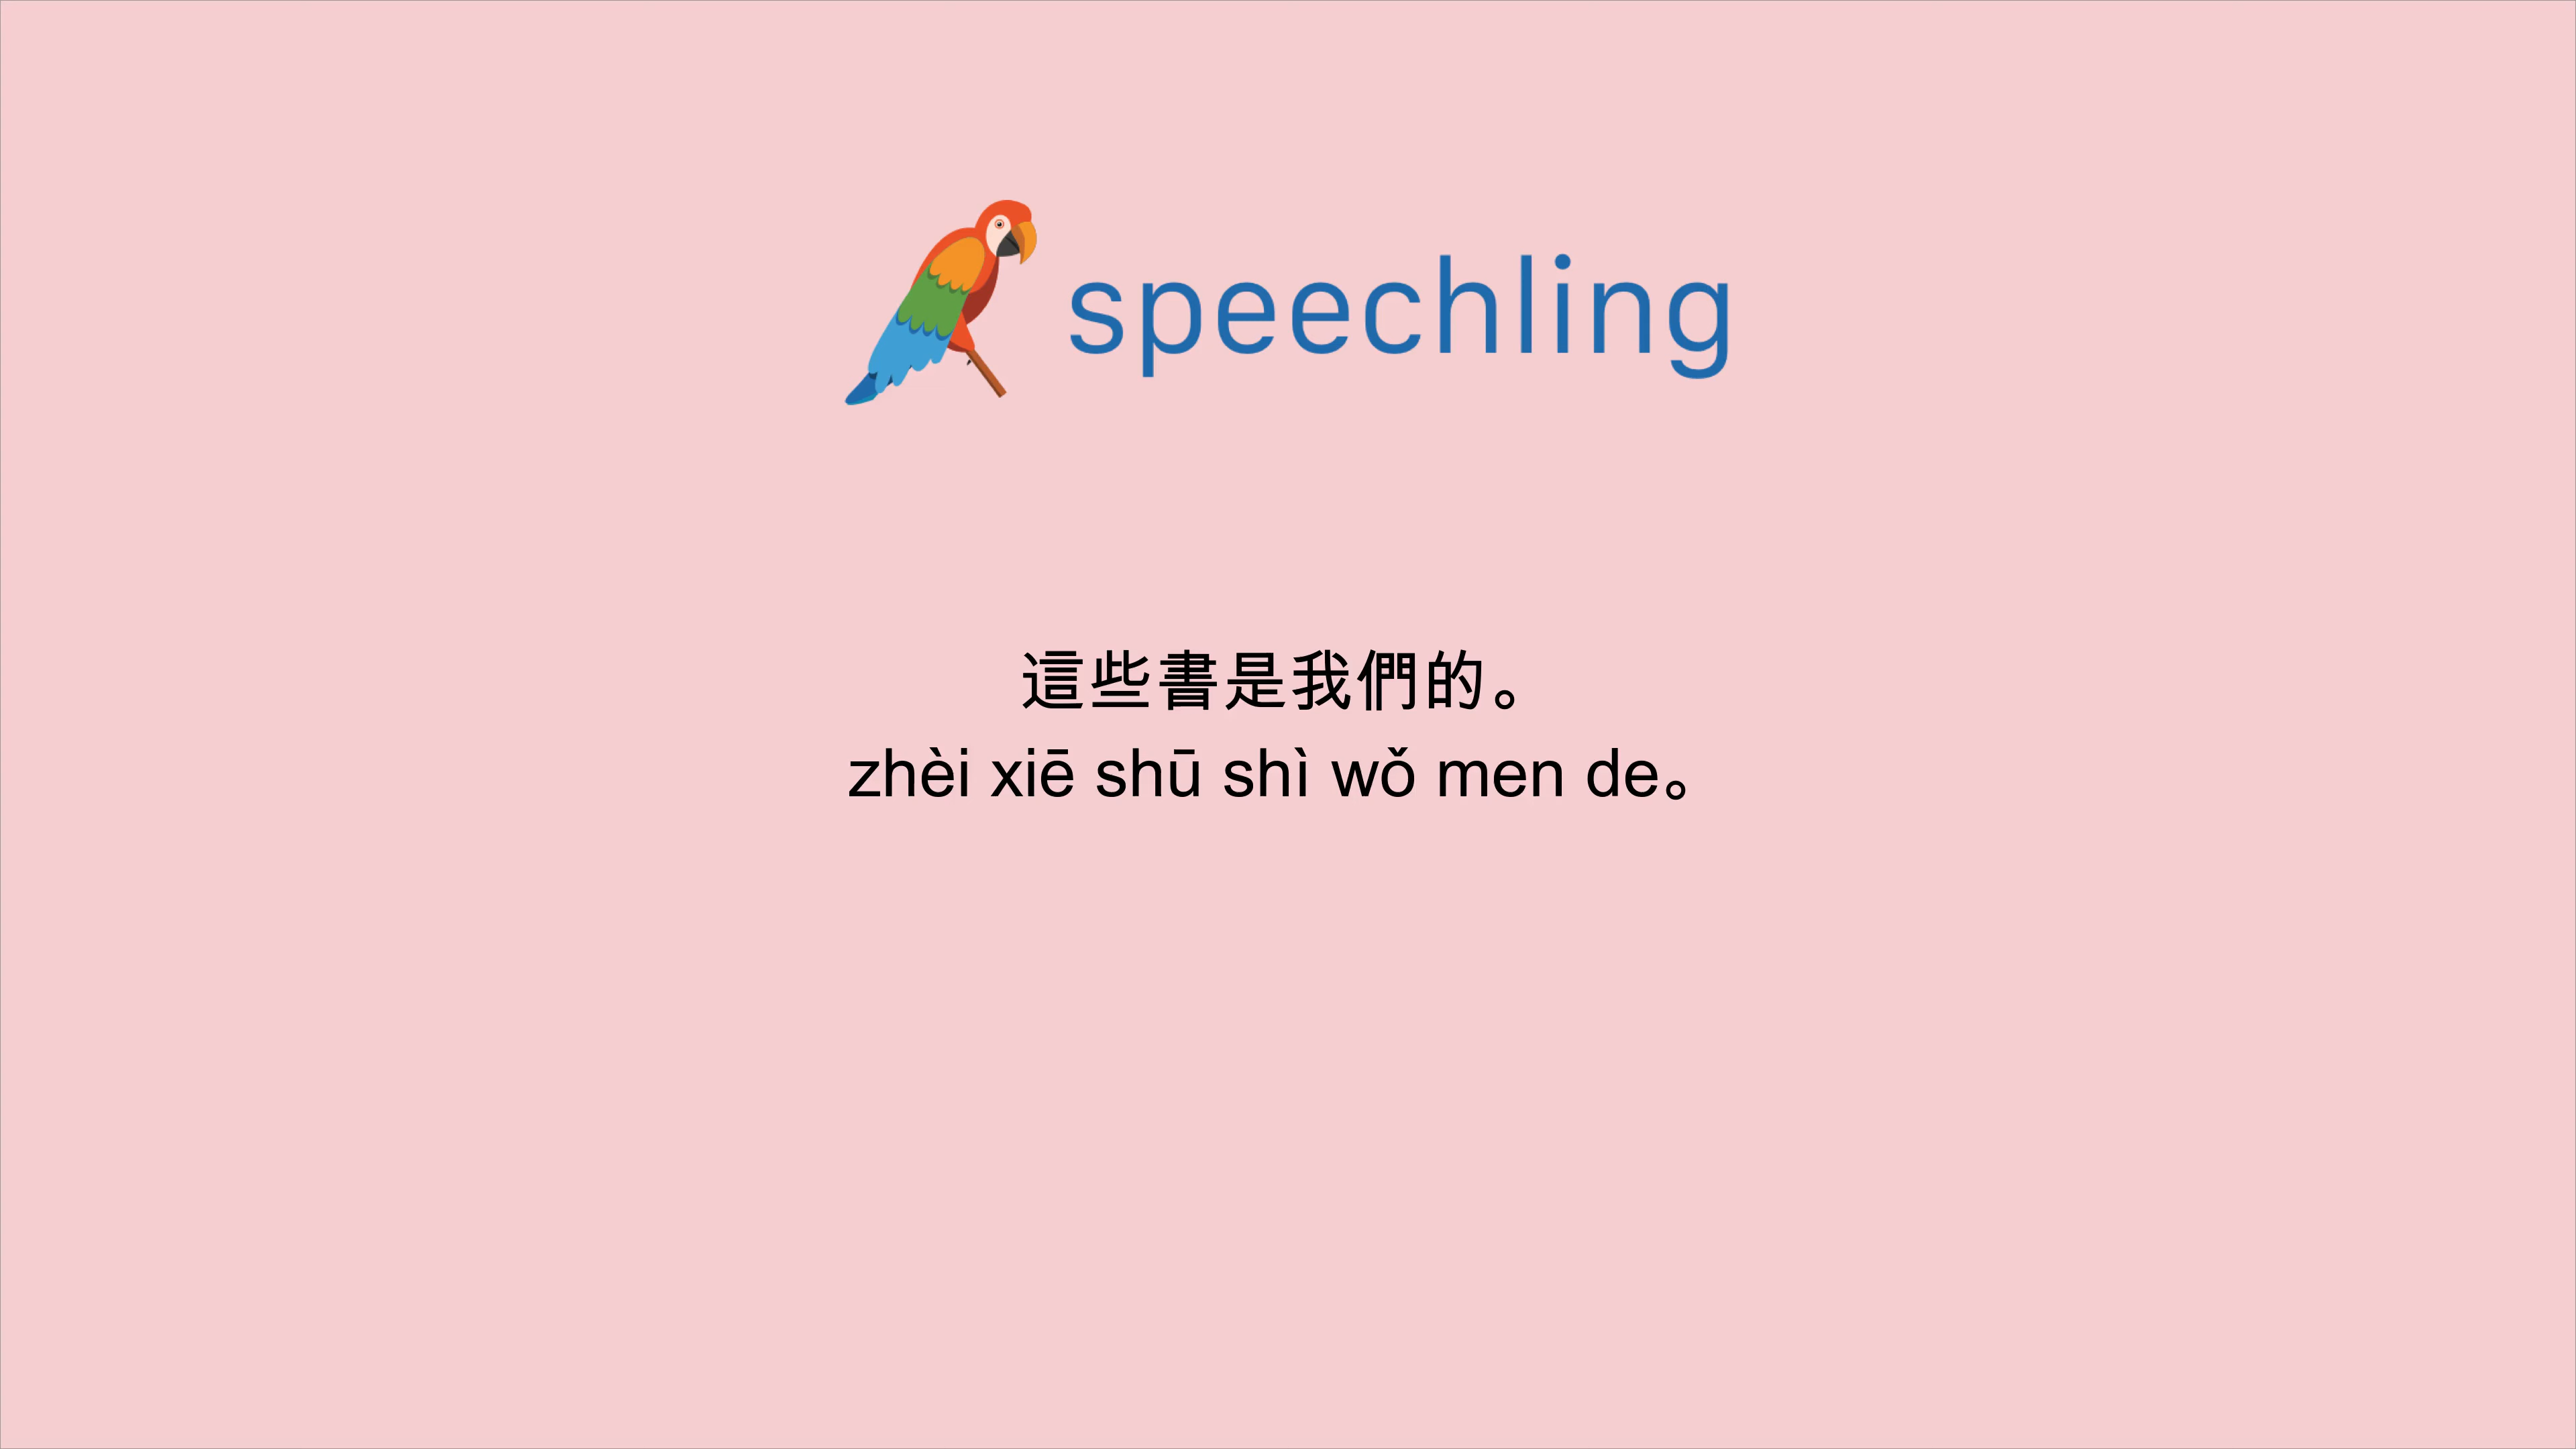 speechling
這些書是我們的。
zhèi xiē shū shì wǒ men de。